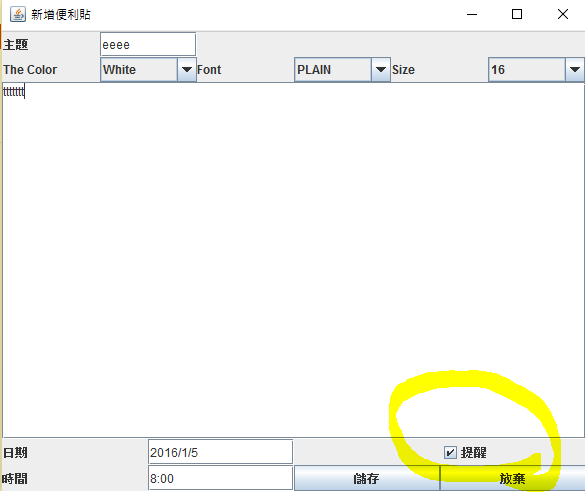 新增便利貼
主題 eeee
The Color White Font PLAIN Size 16
ttttttt
日期 2016/1/5 提醒
時間 8:00 儲存 放棄